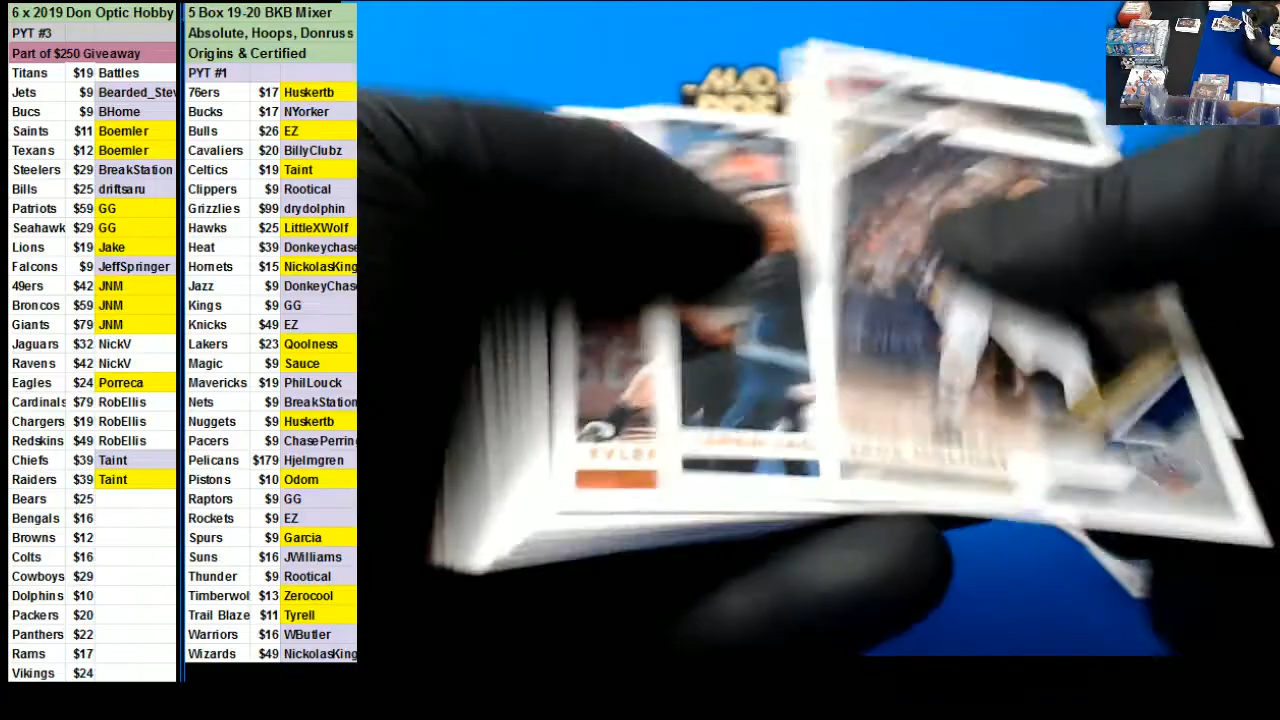 6 x 2019 Don Optic Hobby
PYT #3
Part of $250 Giveaway
Titans $19 Battles
Jets $9 Bearded_Stev
Bucs $9 BHome
Saints $11 Boemler
Texans $12 Boemler
Steelers $29 BreakStation
Bills $25 driftsaru
Patriots $59 GG
Seahawk $29 GG
Lions $19 Jake
Falcons $9 JeffSpringer
49ers $42 JNM
Broncos $59 JNM
Giants $79 JNM
Jaguars $32 NickV
Ravens $42 NickV
Eagles $24 Porreca
Cardinals $79 RobEllis
Chargers $19 RobEllis
Redskins $49 RobEllis
Chiefs $39 Taint
Raiders $39 Taint
Bears $25
Bengals $16
Browns $12
Colts $16
Cowboys $29
Dolphins $10
Packers $20
Panthers $22
Rams $17
Vikings $24
5 Box 19-20 BKB Mixer
Absolute, Hoops, Donruss
Origins & Certified
PYT #1
76ers $17 Huskertb
Bucks $17 NYorker
Bulls $26 EZ
Cavaliers $20 BillyClubz
Celtics $19 Taint
Clippers $9 Rootical
Grizzlies $99 drydolphin
Hawks $25 LittleXWolf
Heat $39 Donkeychase
Hornets $15 NickolasKing
Jazz $9 DonkeyChase
Kings $9 GG
Knicks $49 EZ
Lakers $23 Qoolness
Magic $9 Sauce
Mavericks $19 PhilLouck
Nets $9 BreakStation
Nuggets $9 Huskertb
Pacers $9 ChasePerrin
Pelicans $179 Hjelmgren
Pistons $10 Odom
Raptors $9 GG
Rockets $9 EZ
Spurs $9 Garcia
Suns $16 JWilliams
Thunder $9 Rootical
Timberwol $13 Zerocool
Trail Blaze $11 Tyrell
Warriors $16 WButler
Wizards $49 NickolasKing